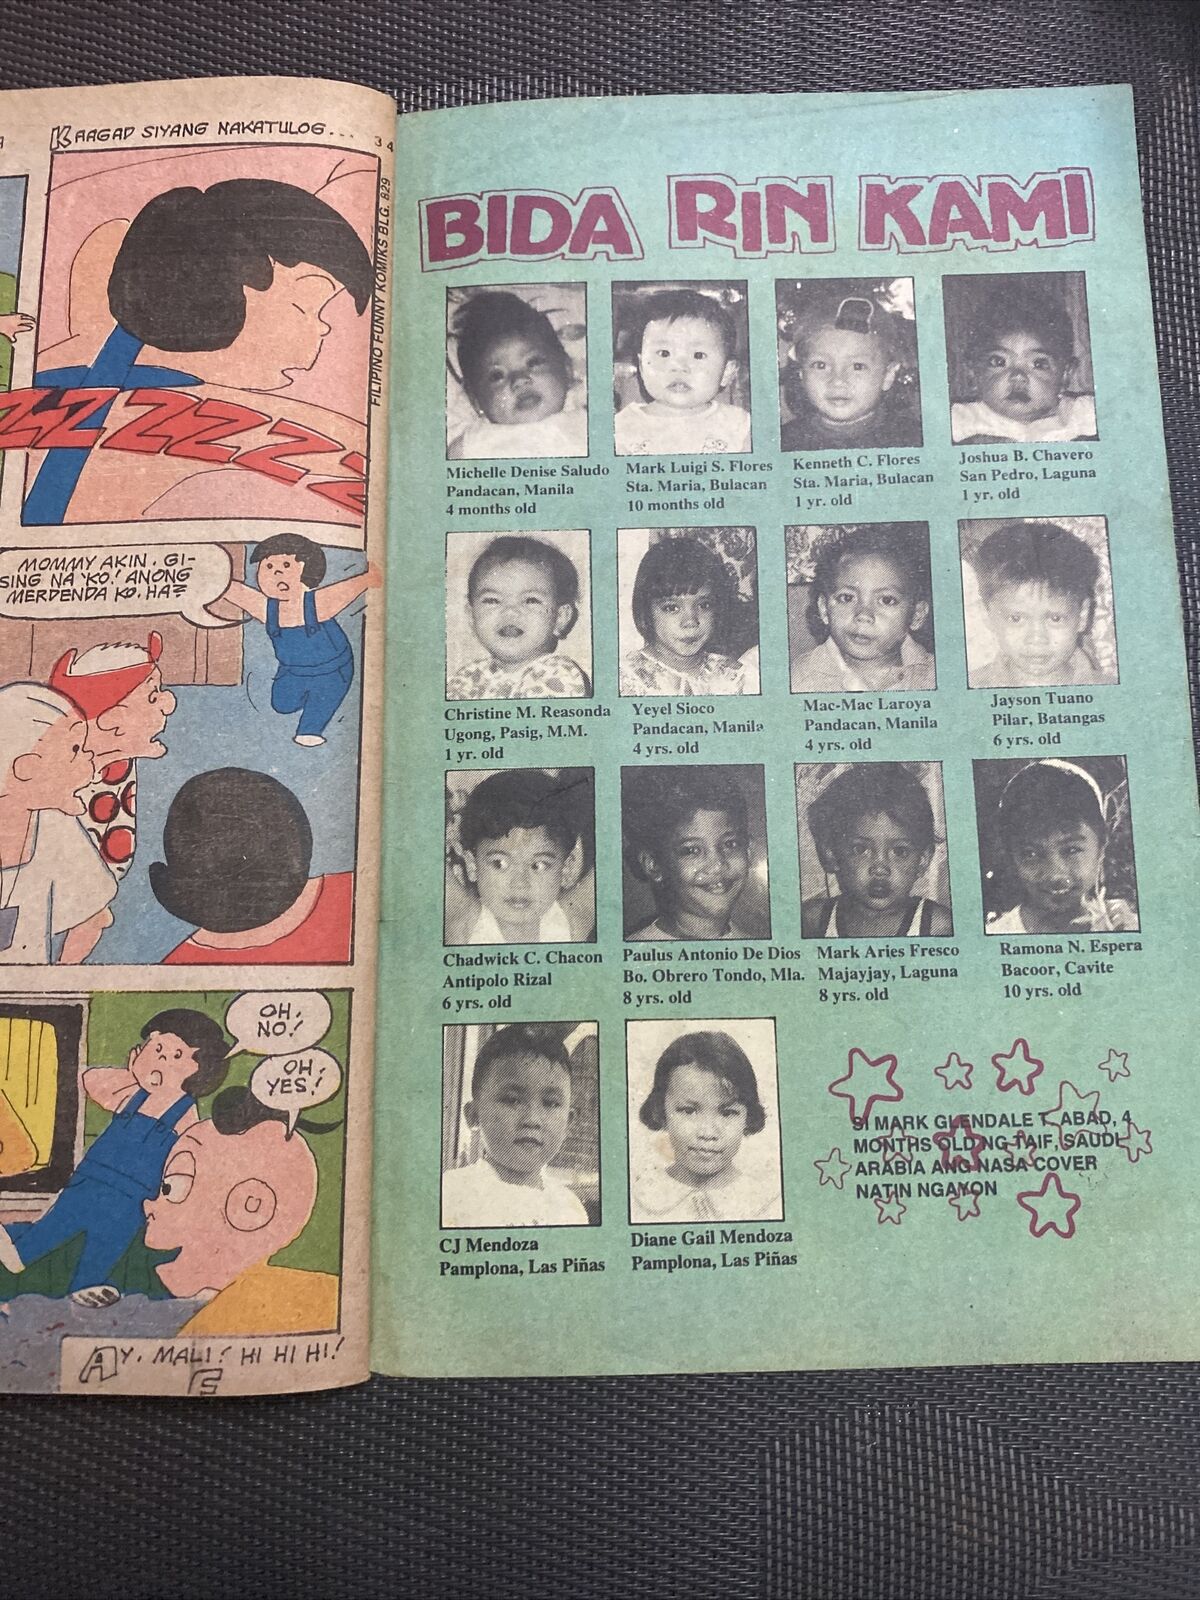 KAAGAD SIYANG NAKATULOG...
34
FILIPINO FUNNY KOMIKS BLG. 829
ZZ ZZZZZ
MOMMY AKIN, GI-
SING NA 'KO! ANONG
MERDENDA KO, HA?
OH,
NO!
OH,
YES!
AY, MALI! HI HI HI!
E
BIDA RIN KAMI
Michelle Denise Saludo
Pandacan, Manila
4 months old
Mark Luigi S. Flores
Sta. Maria, Bulacan
10 months old
Kenneth C. Flores
Sta. Maria, Bulacan
1 yr. old
Joshua B. Chavero
San Pedro, Laguna
1 yr. old
Christine M. Reasonda
Ugong, Pasig, M.M.
1 yr. old
Yeyel Sioco
Pandacan, Manila
4 yrs. old
Mac-Mac Laroya
Pandacan, Manila
4 yrs. old
Jayson Tuano
Pilar, Batangas
6 yrs. old
Chadwick C. Chacon
Antipolo Rizal
6 yrs. old
Paulus Antonio De Dios
Bo. Obrero Tondo, Mla.
8 yrs. old
Mark Aries Fresco
Majayjay, Laguna
8 yrs. old
Ramona N. Espera
Bacoor, Cavite
10 yrs. old
CJ Mendoza
Pamplona, Las Piñas
Diane Gail Mendoza
Pamplona, Las Piñas
SI MARK GLENDALE T. ABAD, 4
MONTHS OLD NG TAIF, SAUDI
ARABIA ANG NASA COVER
NATIN NGAYON